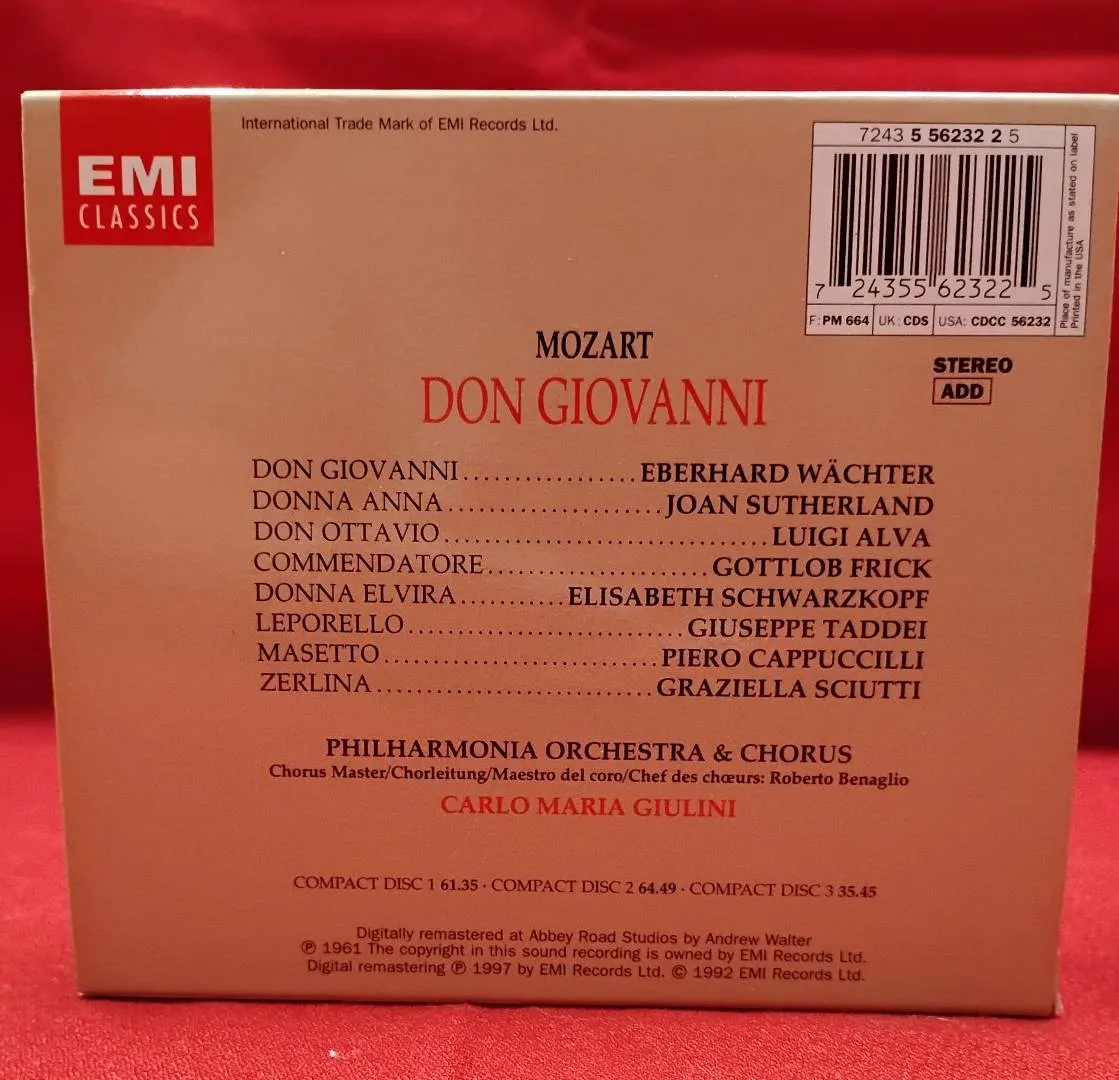 EMI
CLASSICS
International Trade Mark of EMI Records Ltd.
7243 5 56232 2 5
7 24355 62322 5
F: PM 664 UK: CDS USA: CDCC 56232
Place of manufacture as stated on label
Printed in the USA
STEREO
ADD
MOZART
DON GIOVANNI
DON GIOVANNI................EBERHARD WÄCHTER
DONNA ANNA.....................JOAN SUTHERLAND
DON OTTAVIO...............................LUIGI ALVA
COMMENDATORE......................GOTTLOB FRICK
DONNA ELVIRA..........ELISABETH SCHWARZKOPF
LEPORELLO..........................GIUSEPPE TADDEI
MASETTO..........................PIERO CAPPUCCILLI
ZERLINA..........................GRAZIELLA SCIUTTI
PHILHARMONIA ORCHESTRA & CHORUS
Chorus Master/Chorleitung/Maestro del coro/Chef des chœurs: Roberto Benaglio
CARLO MARIA GIULINI
COMPACT DISC 1 61.35 · COMPACT DISC 2 64.49 · COMPACT DISC 3 35.45
Digitally remastered at Abbey Road Studios by Andrew Walter
℗ 1961 The copyright in this sound recording is owned by EMI Records Ltd.
Digital remastering ℗ 1997 by EMI Records Ltd. © 1992 EMI Records Ltd.